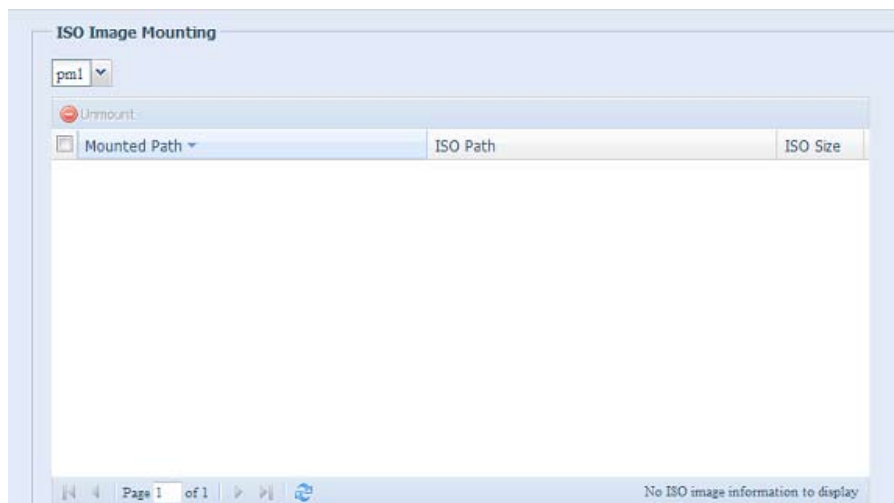 ISO Image Mounting
pm1
Unmount
Mounted Path ISO Path ISO Size
Page 1 of 1 No ISO image information to display